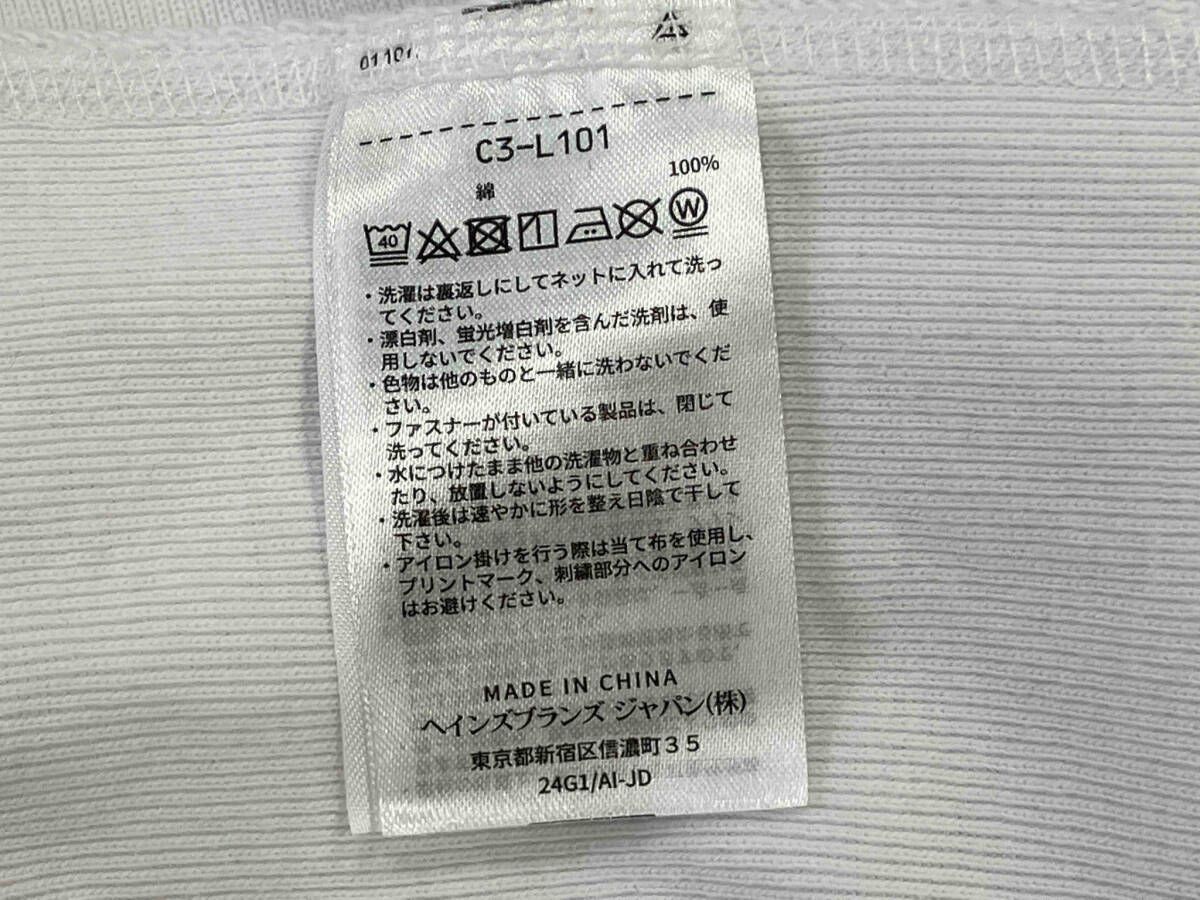 C3-L101
綿 100%
40
W
・洗濯は裏返しにしてネットに入れて洗っ
てください。
・漂白剤、蛍光増白剤を含んだ洗剤は、使
用しないでください。
・色物は他のものと一緒に洗わないでくだ
さい。
・ファスナーが付いている製品は、閉じて
洗ってください。
・水につけたまま他の洗濯物と重ね合わせ
たり、放置しないようにしてください。
・洗濯後は速やかに形を整え日陰で干して
下さい。
・アイロン掛けを行う際は当て布を使用し、
プリントマーク、刺繍部分へのアイロン
はお避けください。
MADE IN CHINA
ヘインズブランズ ジャパン(株)
東京都新宿区信濃町35
24G1/AI-JD